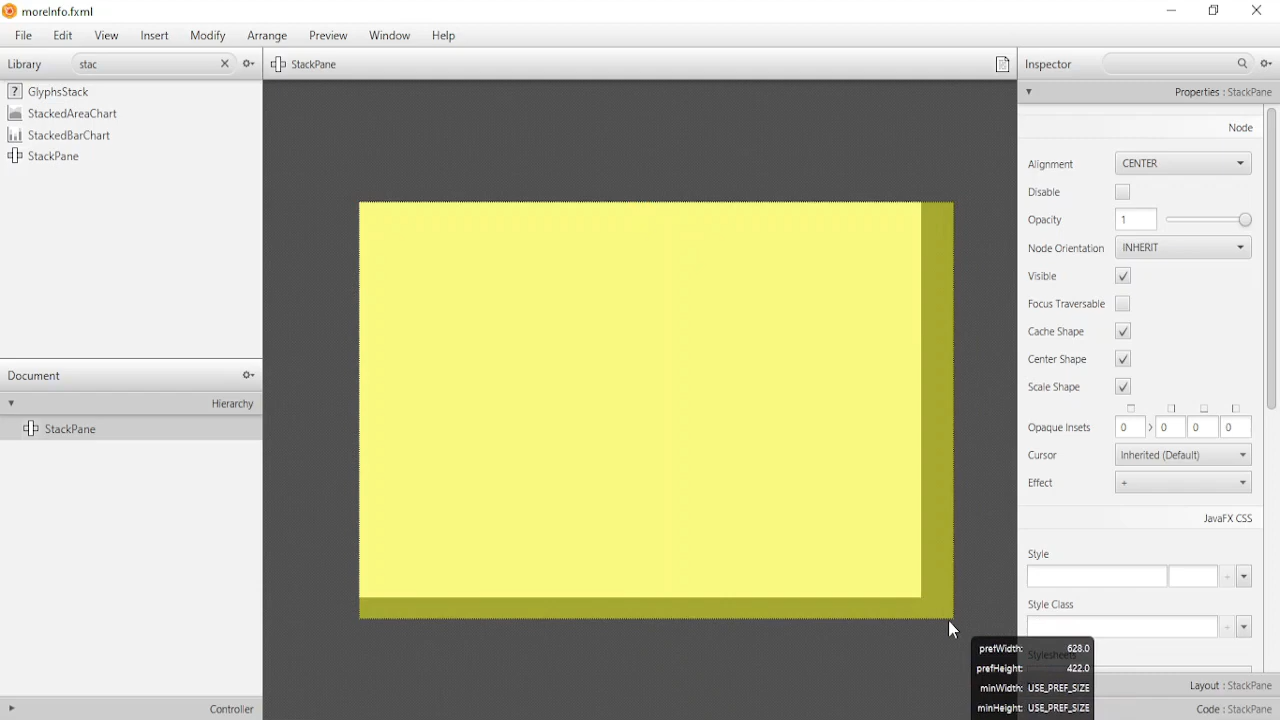 moreInfo.fxml
File Edit View Insert Modify Arrange Preview Window Help
Library stac
GlyphsStack
StackedAreaChart
StackedBarChart
StackPane
Document
Hierarchy
StackPane
Controller
StackPane
Inspector
Properties : StackPane
Node
Alignment CENTER
Disable
Opacity 1
Node Orientation INHERIT
Visible
Focus Traversable
Cache Shape
Center Shape
Scale Shape
Opaque Insets 0 0 0 0
Cursor Inherited (Default)
Effect +
JavaFX CSS
Style
+
Style Class
+
Stylesheets
prefWidth: 628.0
prefHeight: 422.0
minWidth: USE_PREF_SIZE
minHeight: USE_PREF_SIZE
Layout : StackPane
Code : StackPane